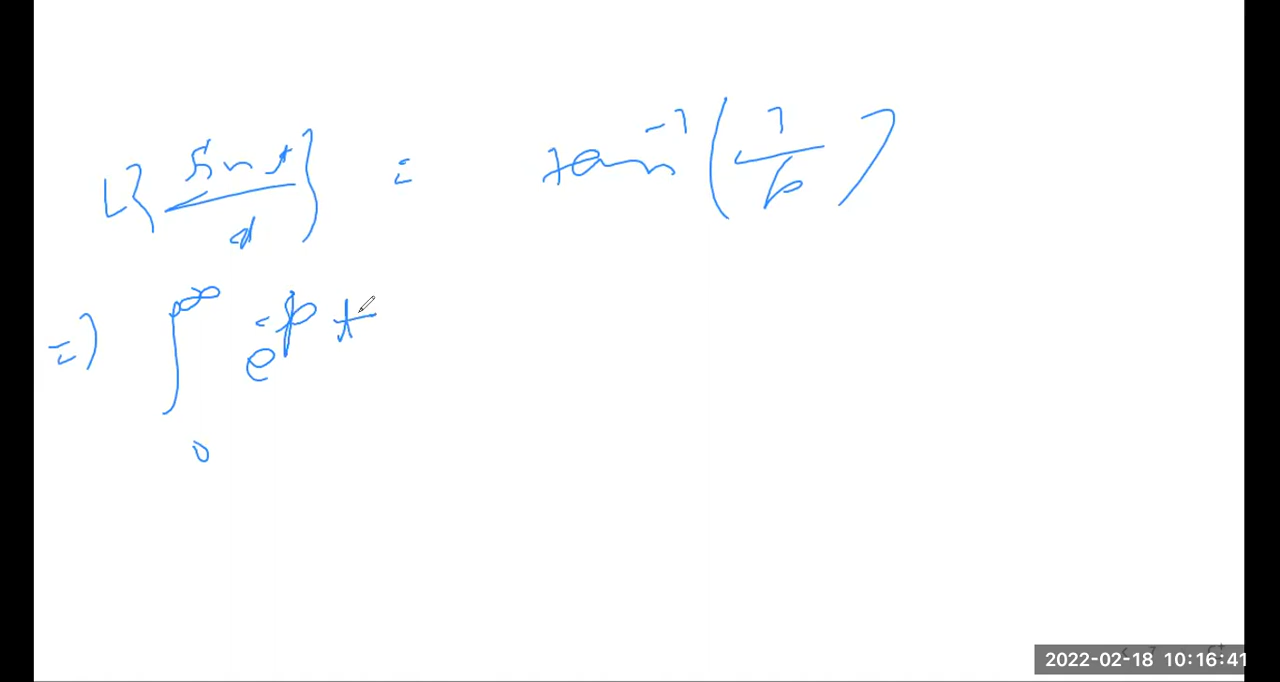 L{ sin t / t } = tan⁻¹ ( 1 / p )
=> ∫₀^∞ e^{-pt}
2022-02-18 10:16:41